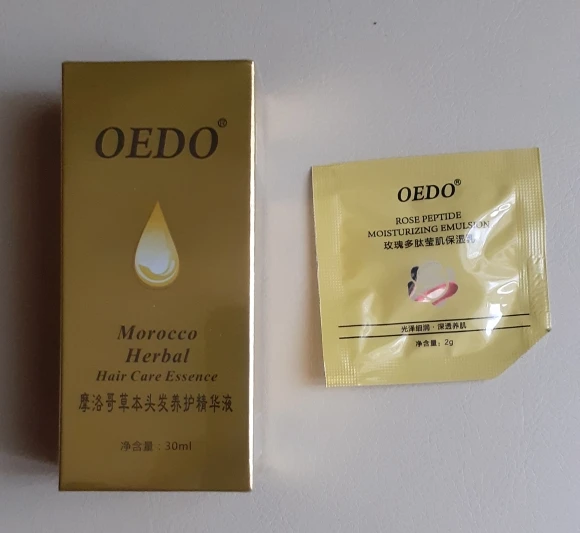 OEDO®
Morocco
Herbal
Hair Care Essence
摩洛哥草本头发养护精华液
净含量：30ml
OEDO®
ROSE PEPTIDE
MOISTURIZING EMULSION
玫瑰多肽莹肌保湿乳
光泽细润·深透养肌
净含量：2g